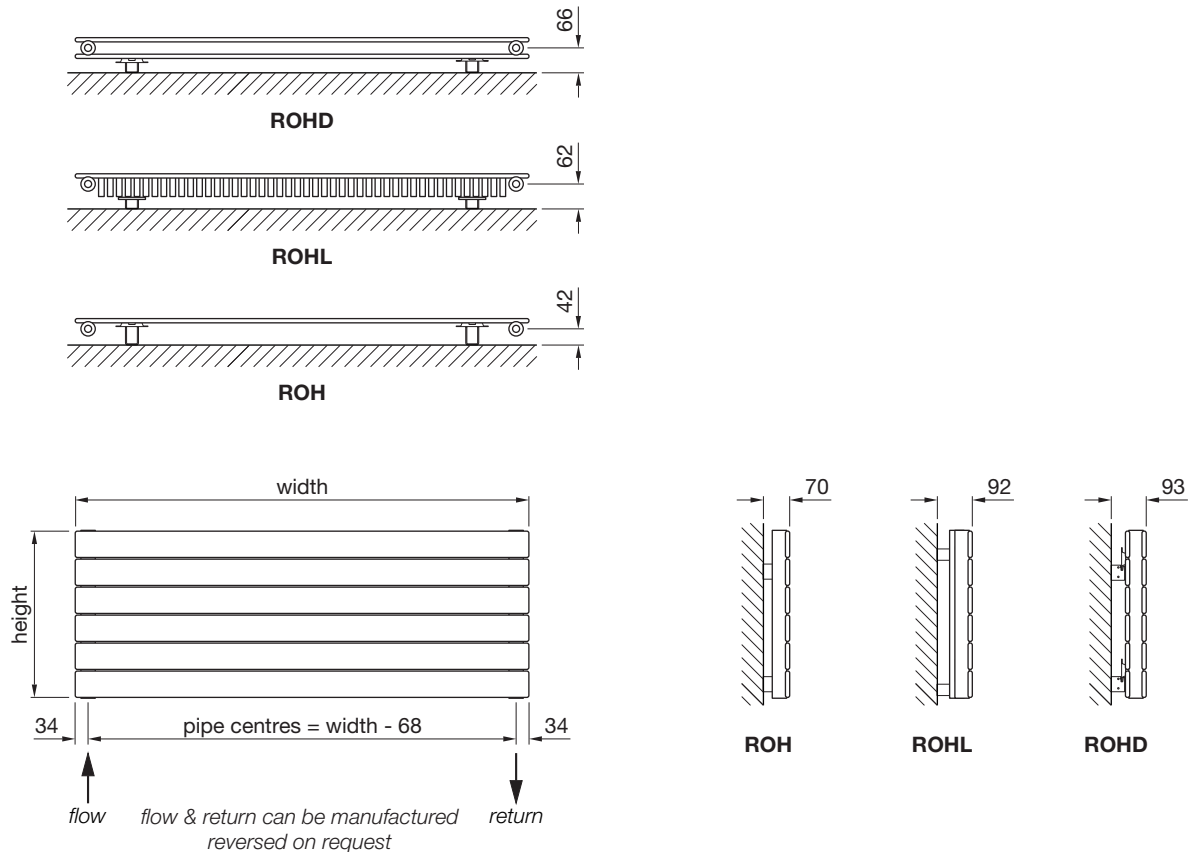 66
ROHD
62
ROHL
42
ROH
width
height
34
pipe centres = width - 68
34
flow
flow & return can be manufactured
reversed on request
return
70
92
93
ROH
ROHL
ROHD